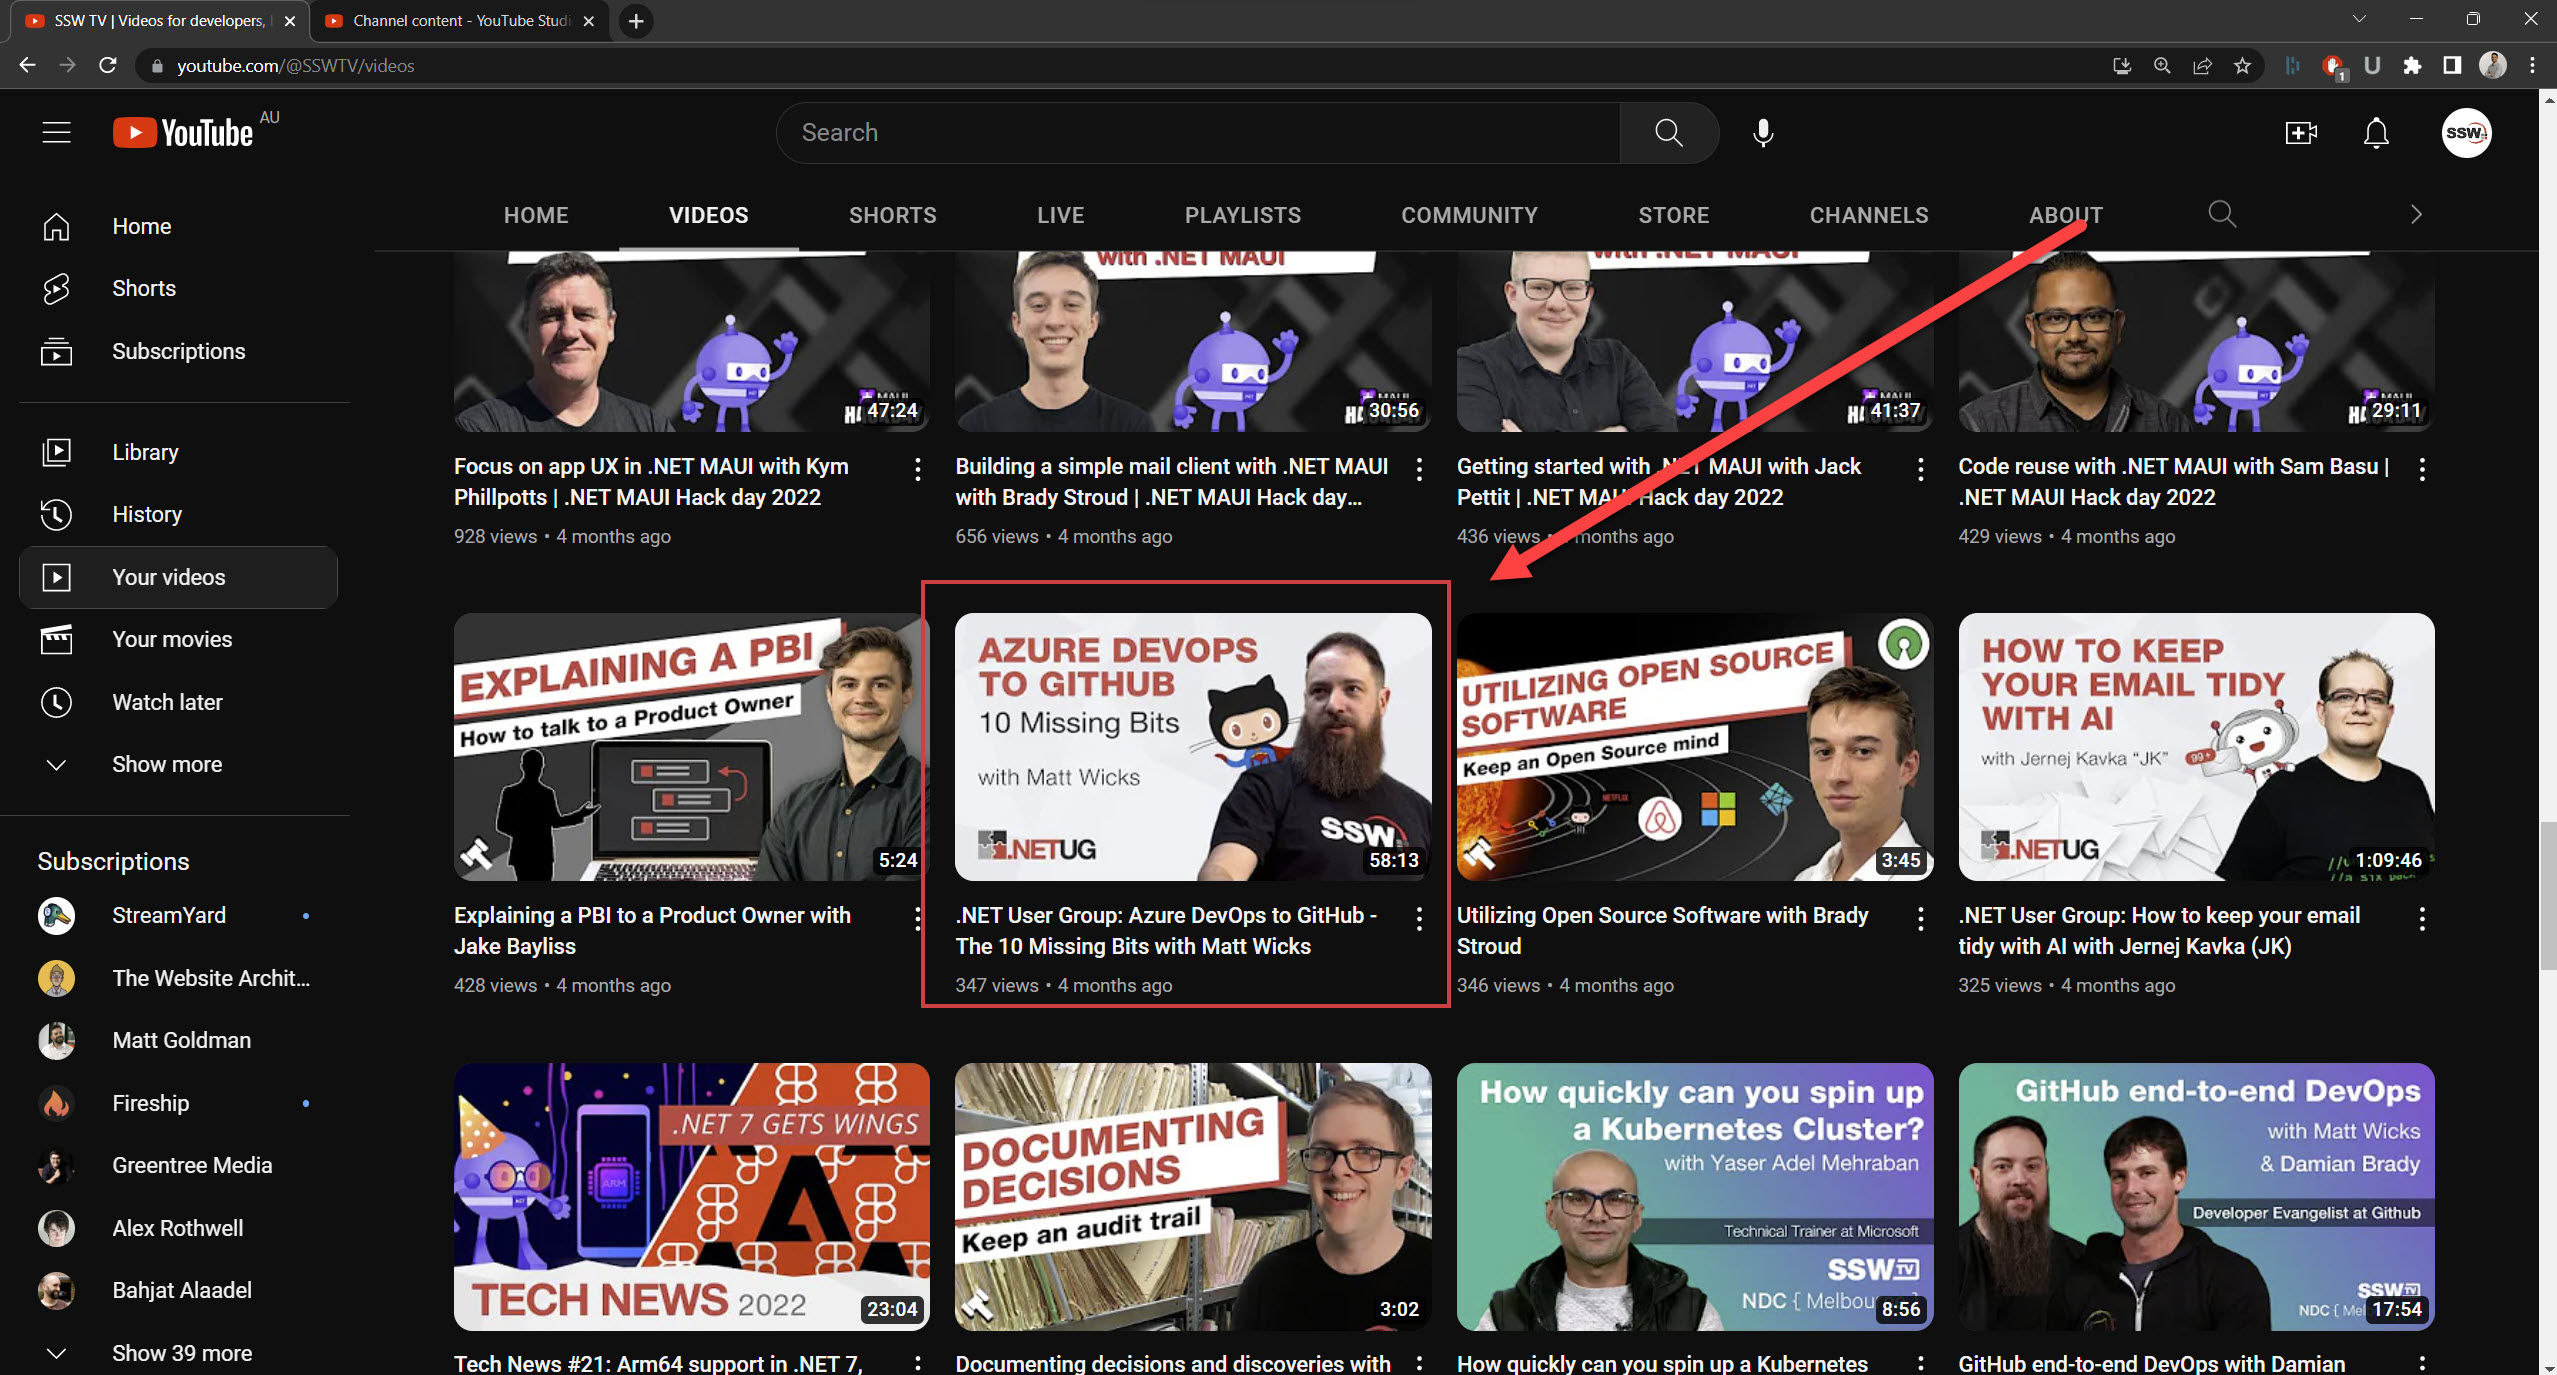 SSW TV | Videos for developers,
Channel content - YouTube Studi
youtube.com/@SSWTV/videos
1
YouTube
AU
Search
SSW
HOME
VIDEOS
SHORTS
LIVE
PLAYLISTS
COMMUNITY
STORE
CHANNELS
ABOUT
Home
Shorts
Subscriptions
Library
History
Your videos
Your movies
Watch later
Show more
Subscriptions
StreamYard
The Website Archit...
Matt Goldman
Fireship
Greentree Media
Alex Rothwell
Bahjat Alaadel
Show 39 more
47:24
Focus on app UX in .NET MAUI with Kym
Phillpotts | .NET MAUI Hack day 2022
928 views • 4 months ago
with .NET MAUI
30:56
Building a simple mail client with .NET MAUI
with Brady Stroud | .NET MAUI Hack day...
656 views • 4 months ago
with .NET MAUI
41:37
Getting started with .NET MAUI with Jack
Pettit | .NET MAUI Hack day 2022
436 views • months ago
29:11
Code reuse with .NET MAUI with Sam Basu |
.NET MAUI Hack day 2022
429 views • 4 months ago
EXPLAINING A PBI
How to talk to a Product Owner
5:24
Explaining a PBI to a Product Owner with
Jake Bayliss
428 views • 4 months ago
AZURE DEVOPS
TO GITHUB
10 Missing Bits
with Matt Wicks
.NETUG
SSW
58:13
.NET User Group: Azure DevOps to GitHub -
The 10 Missing Bits with Matt Wicks
347 views • 4 months ago
UTILIZING OPEN SOURCE
SOFTWARE
Keep an Open Source mind
NETFLIX
3:45
Utilizing Open Source Software with Brady
Stroud
346 views • 4 months ago
HOW TO KEEP
YOUR EMAIL TIDY
WITH AI
with Jernej Kavka "JK"
99+
.NETUG
1:09:46
.NET User Group: How to keep your email
tidy with AI with Jernej Kavka (JK)
325 views • 4 months ago
.NET 7 GETS WINGS
ARM
TECH NEWS 2022
23:04
Tech News #21: Arm64 support in .NET 7,
DOCUMENTING
DECISIONS
Keep an audit trail
3:02
Documenting decisions and discoveries with
How quickly can you spin up
a Kubernetes Cluster?
with Yaser Adel Mehraban
Technical Trainer at Microsoft
SSW TV
NDC { Melbou
8:56
How quickly can you spin up a Kubernetes
GitHub end-to-end DevOps
with Matt Wicks
& Damian Brady
Developer Evangelist at Github
SSW TV
NDC { Mel
17:54
GitHub end-to-end DevOps with Damian